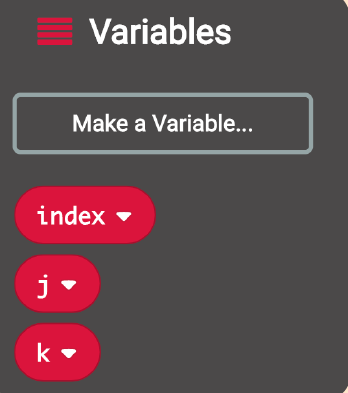 Variables
Make a Variable...
index
j
k